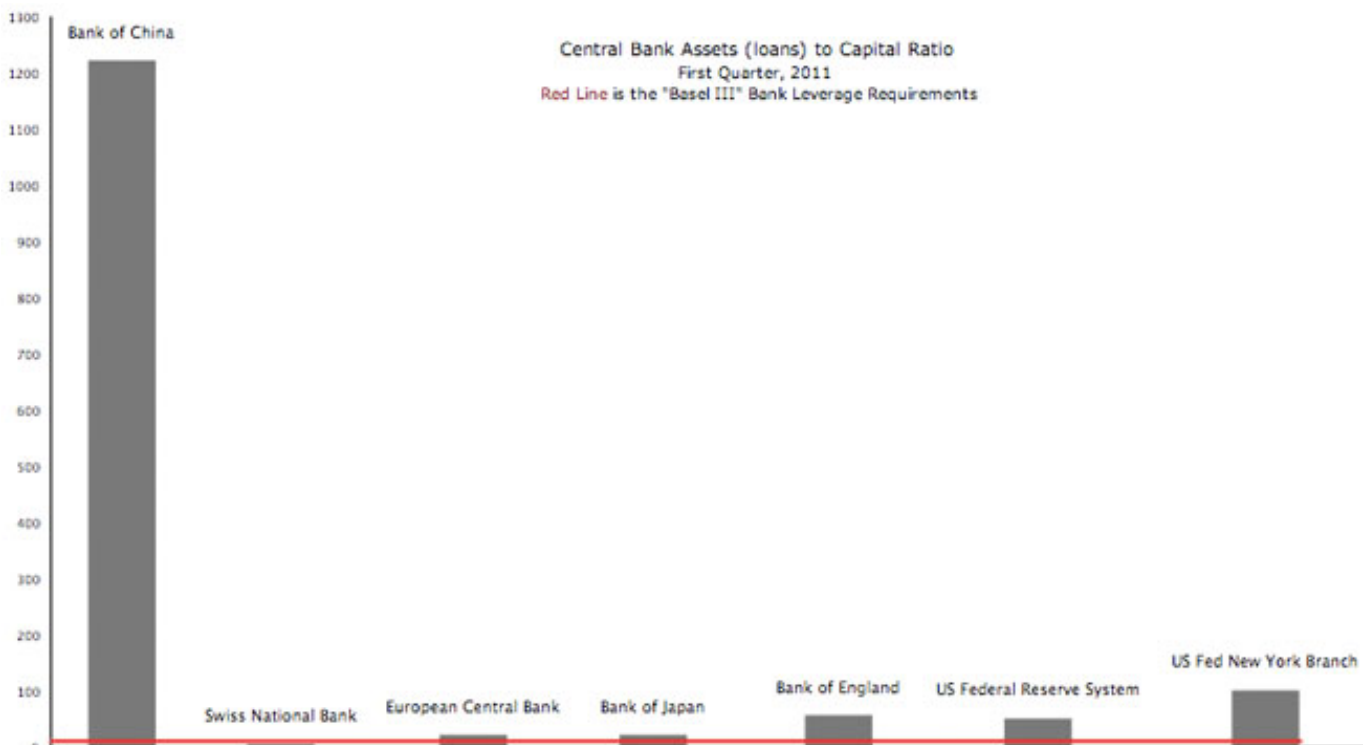 1300
Bank of China
Central Bank Assets (loans) to Capital Ratio
First Quarter, 2011
Red Line is the "Basel III" Bank Leverage Requirements
1200
1100
1000
900
800
700
600
500
400
300
200
100
US Fed New York Branch
Bank of England
US Federal Reserve System
European Central Bank
Bank of Japan
Swiss National Bank